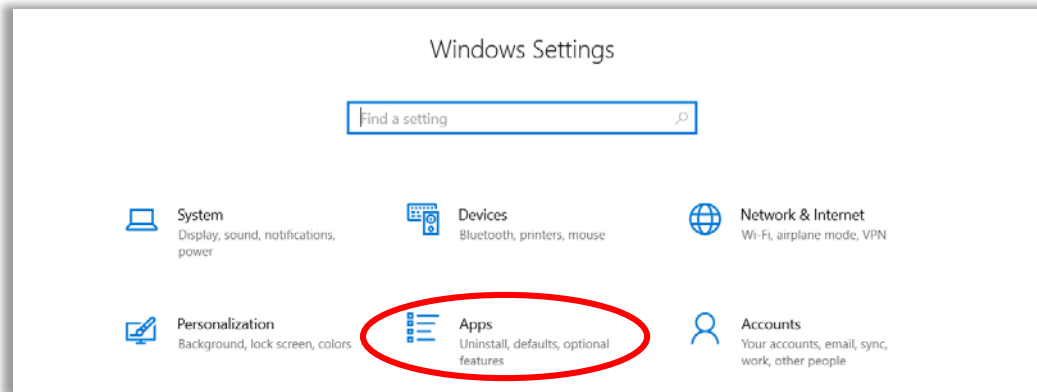 Windows Settings
Find a setting
System
Display, sound, notifications,
power
Devices
Bluetooth, printers, mouse
Network & Internet
Wi-Fi, airplane mode, VPN
Personalization
Background, lock screen, colors
Apps
Uninstall, defaults, optional
features
Accounts
Your accounts, email, sync,
work, other people